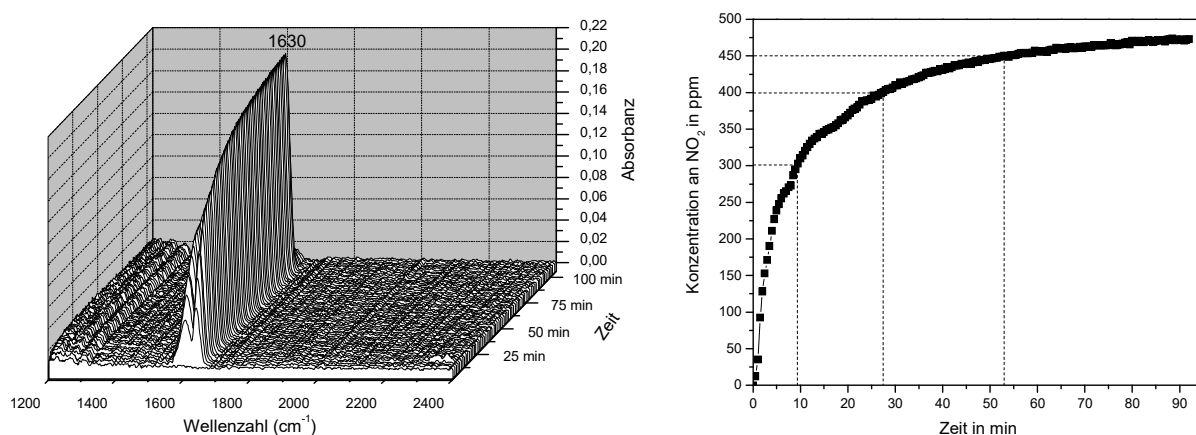 1630
0,22
0,20
0,18
0,16
0,14
0,12
0,10
0,08
0,06
0,04
0,02
0,00
Absorbanz
100 min
75 min
50 min
25 min
Zeit
1200 1400 1600 1800 2000 2200 2400
Wellenzahl (cm⁻¹)
500
450
400
350
300
250
200
150
100
50
0
Konzentration an NO₂ in ppm
0 10 20 30 40 50 60 70 80 90
Zeit in min